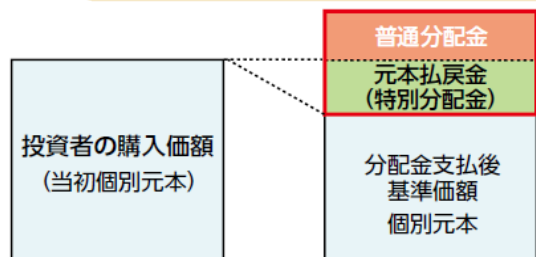 普通分配金
元本払戻金
(特別分配金)
投資者の購入価額
(当初個別元本)
分配金支払後
基準価額
個別元本